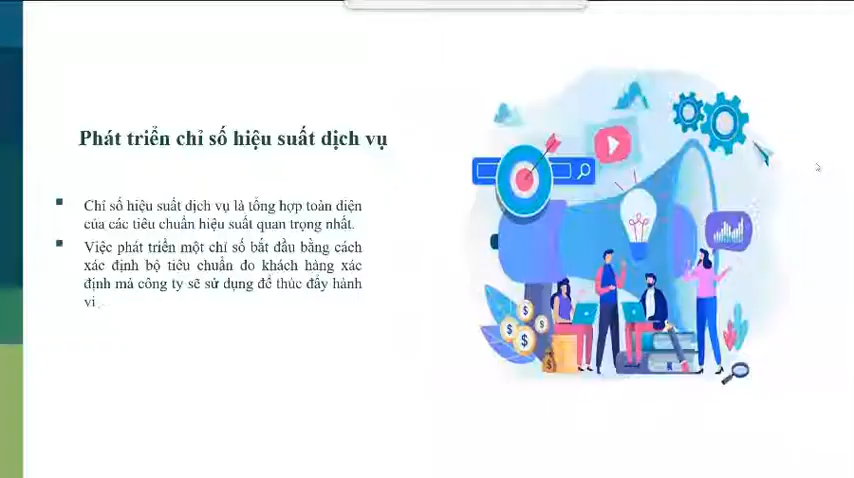 Phát triển chỉ số hiệu suất dịch vụ
Chỉ số hiệu suất dịch vụ là tổng hợp toàn diện
của các tiêu chuẩn hiệu suất quan trọng nhất.
Việc phát triển một chỉ số bắt đầu bằng cách
xác định bộ tiêu chuẩn do khách hàng xác
định mà công ty sẽ sử dụng để thúc đẩy hành
vi .